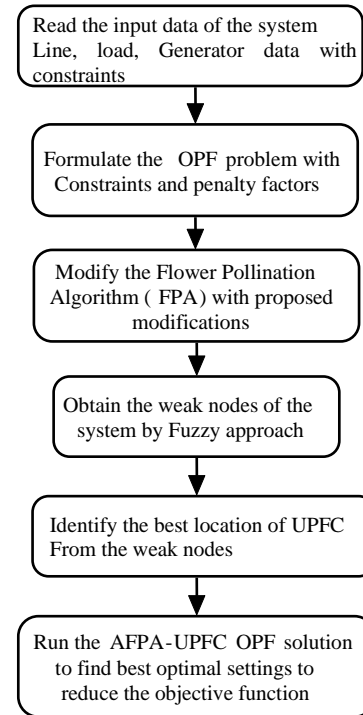 Read the input data of the system
Line, load, Generator data with
constraints
Formulate the OPF problem with
Constraints and penalty factors
Modify the Flower Pollination
Algorithm ( FPA) with proposed
modifications
Obtain the weak nodes of the
system by Fuzzy approach
Identify the best location of UPFC
From the weak nodes
Run the AFPA-UPFC OPF solution
to find best optimal settings to
reduce the objective function